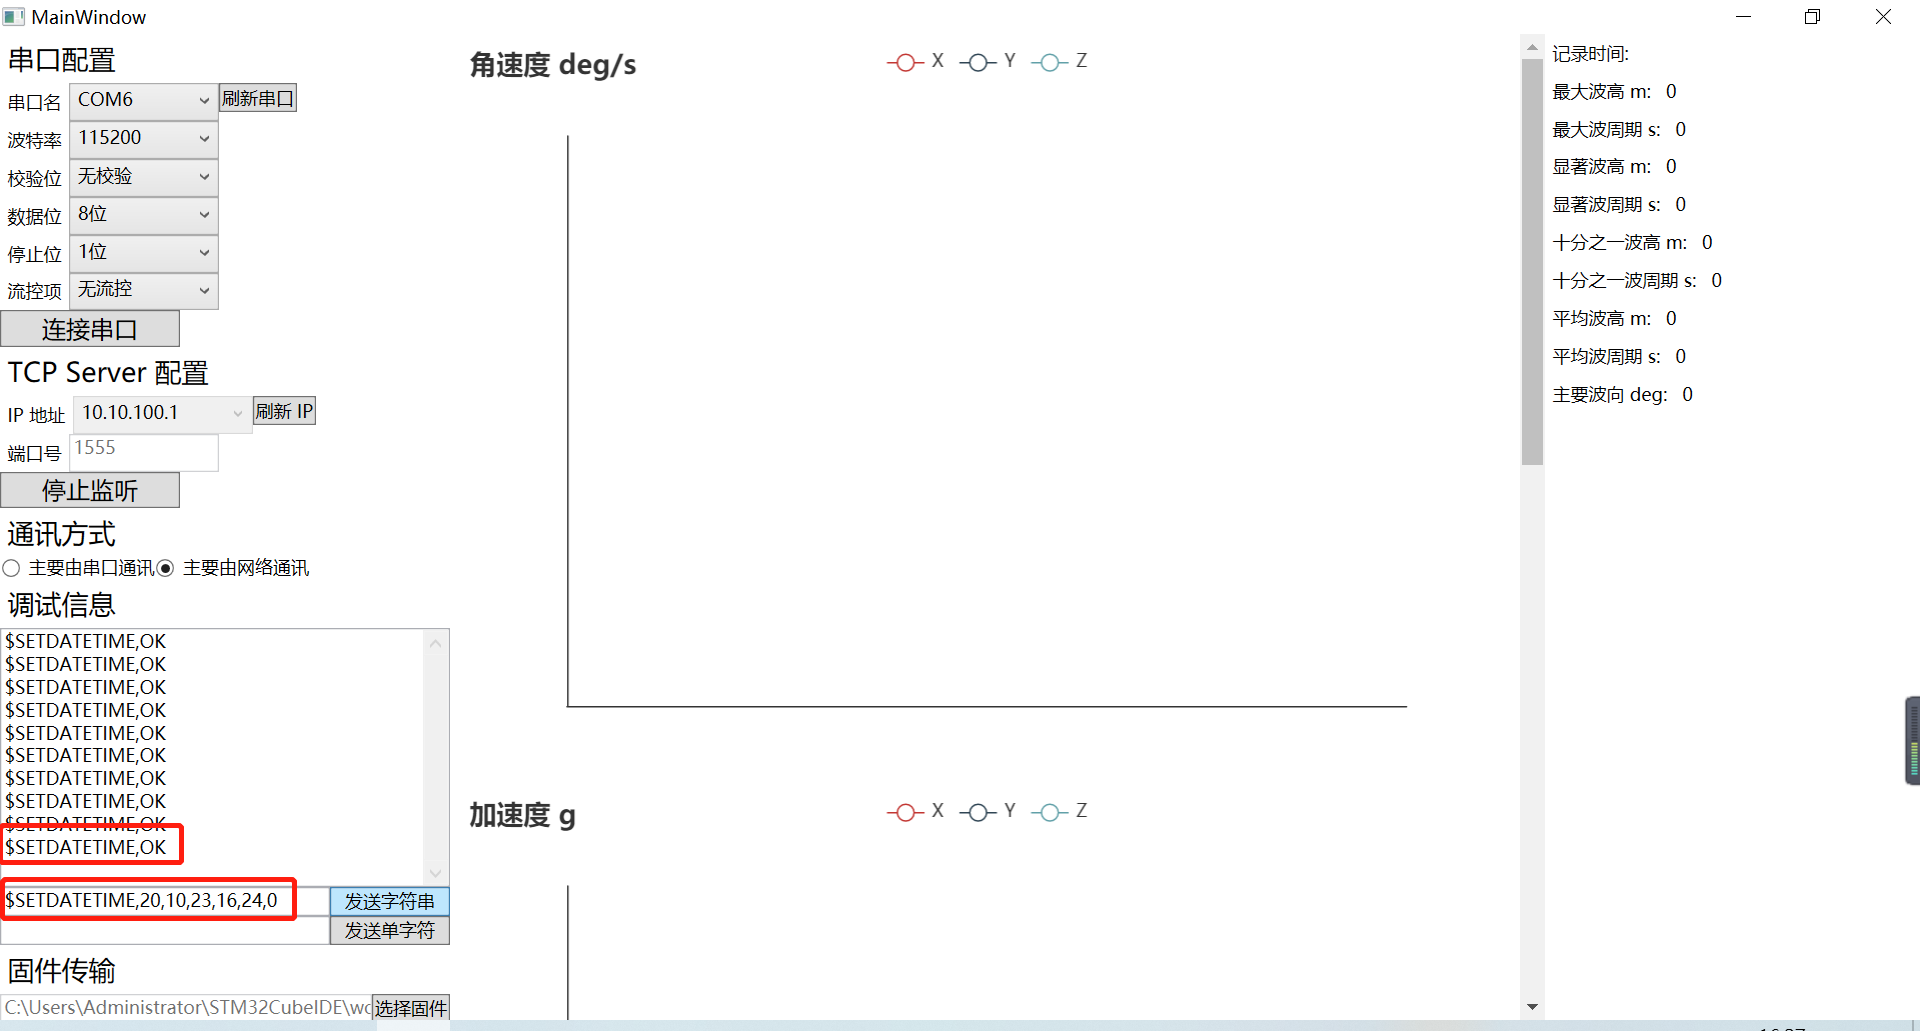 MainWindow
串口配置
串口名 COM6 刷新串口
波特率 115200
校验位 无校验
数据位 8位
停止位 1位
流控项 无流控
连接串口
TCP Server 配置
IP 地址 10.10.100.1 刷新 IP
端口号 1555
停止监听
通讯方式
主要由串口通讯 主要由网络通讯
调试信息
$SETDATETIME,OK
$SETDATETIME,OK
$SETDATETIME,OK
$SETDATETIME,OK
$SETDATETIME,OK
$SETDATETIME,OK
$SETDATETIME,OK
$SETDATETIME,OK
$SETDATETIME,OK
$SETDATETIME,OK
$SETDATETIME,20,10,23,16,24,0 发送字符串
发送单字符
固件传输
C:\Users\Administrator\STM32CubeIDE\wo 选择固件
角速度 deg/s X Y Z
加速度 g X Y Z
记录时间:
最大波高 m: 0
最大波周期 s: 0
显著波高 m: 0
显著波周期 s: 0
十分之一波高 m: 0
十分之一波周期 s: 0
平均波高 m: 0
平均波周期 s: 0
主要波向 deg: 0